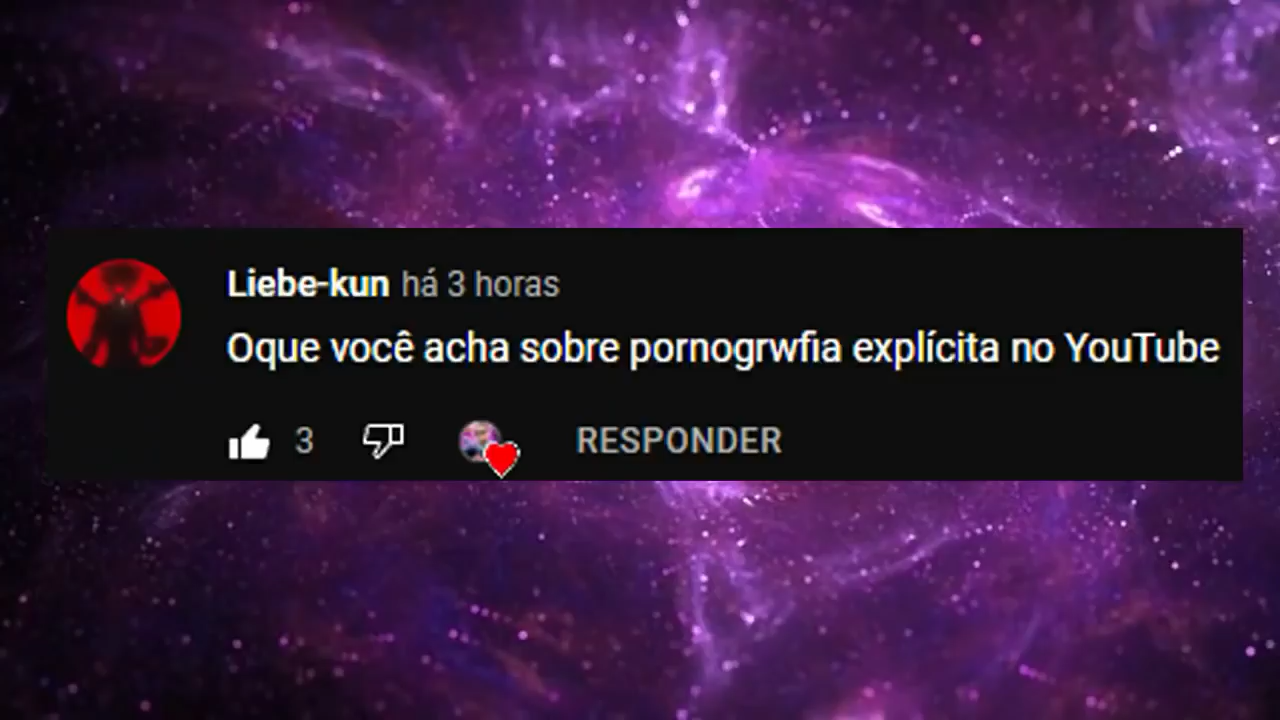 Liebe-kun há 3 horas
Oque você acha sobre pornogrwfia explícita no YouTube
3 RESPONDER